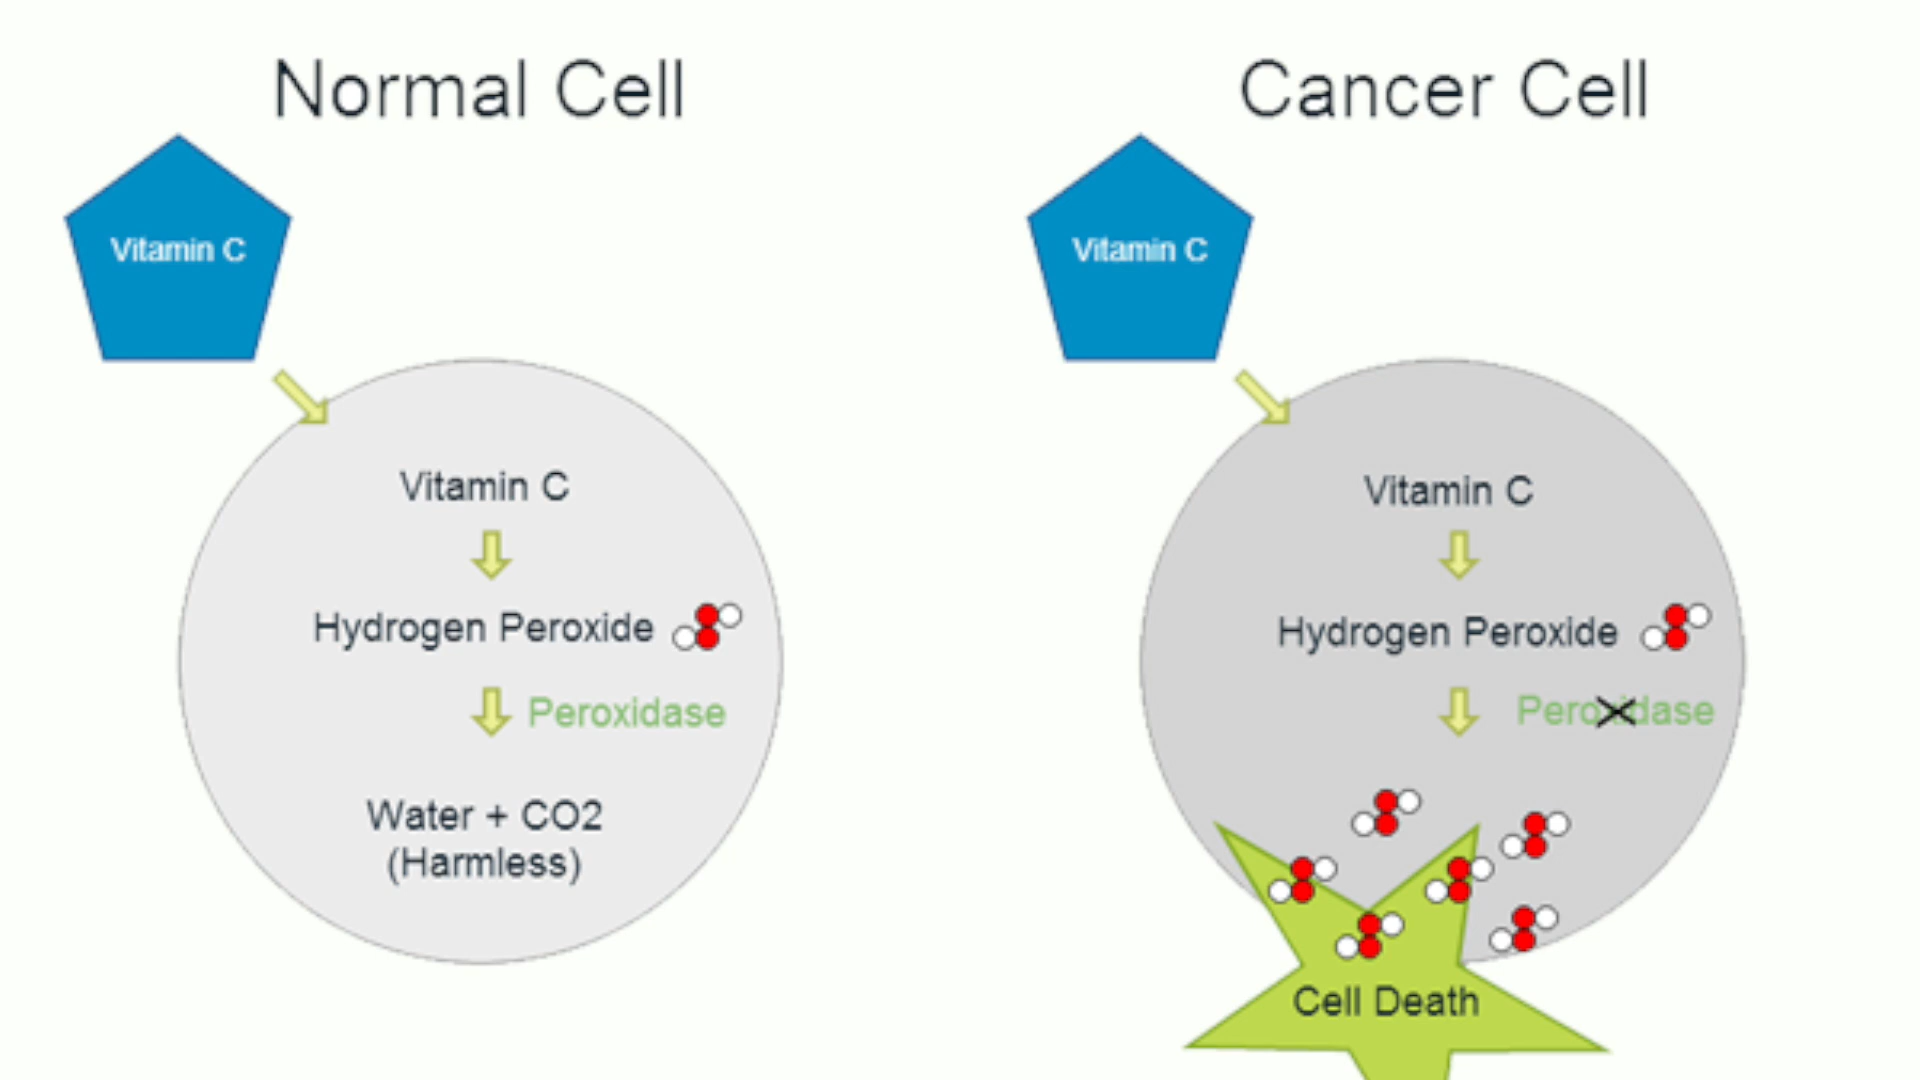 Normal Cell
Vitamin C
Vitamin C
Hydrogen Peroxide
Peroxidase
Water + CO2
(Harmless)
Cancer Cell
Vitamin C
Vitamin C
Hydrogen Peroxide
Peroxidase
Cell Death